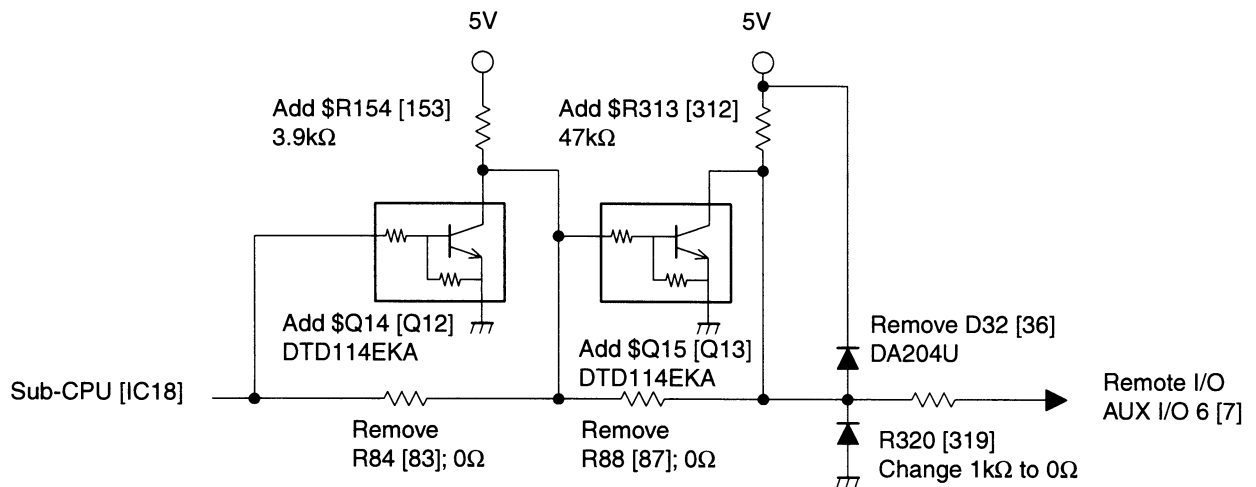 5V
5V
Add $R154 [153]
3.9kΩ
Add $R313 [312]
47kΩ
Add $Q14 [Q12]
DTD114EKA
Add $Q15 [Q13]
DTD114EKA
Remove D32 [36]
DA204U
Sub-CPU [IC18]
Remove
R84 [83]; 0Ω
Remove
R88 [87]; 0Ω
R320 [319]
Change 1kΩ to 0Ω
Remote I/O
AUX I/O 6 [7]